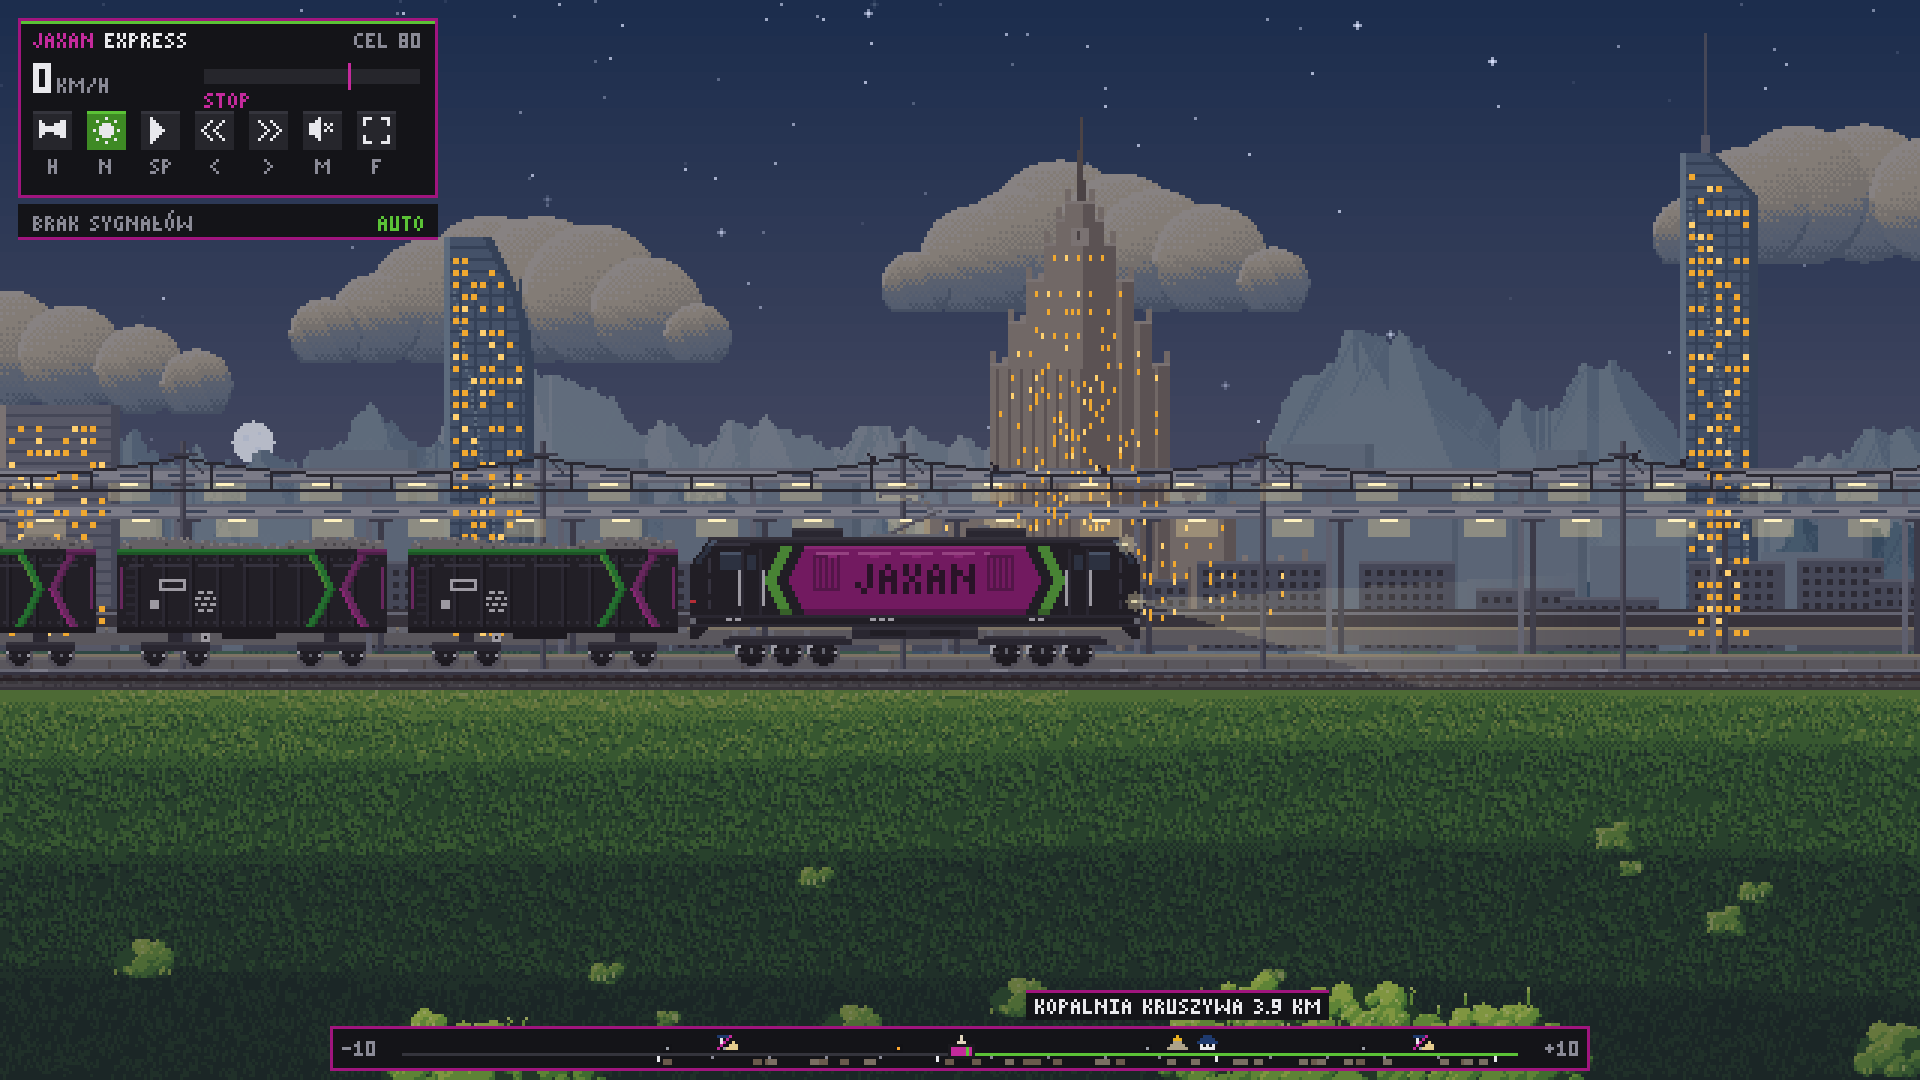 JAXAN EXPRESS CEL 80
0 KM/H
STOP
H N SP < > M F
BRAK SYGNAŁÓW AUTO
JAXAN
KOPALNIA KRUSZYWA 3.9 KM
-10 +10